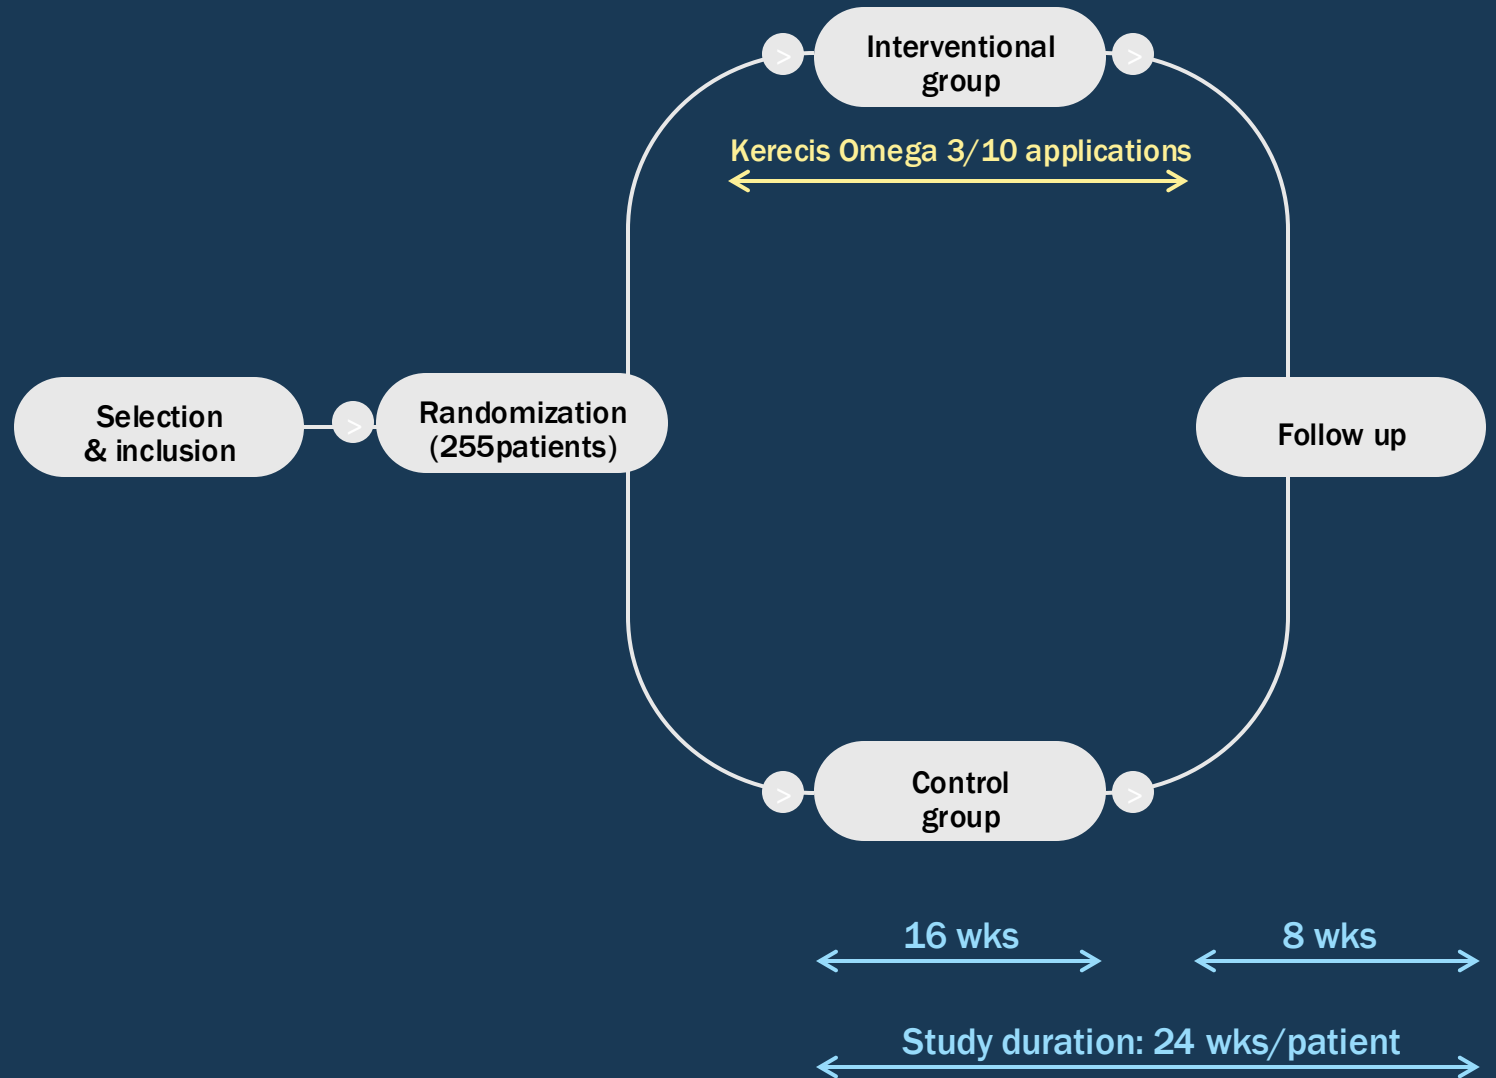 Interventional
group
Kerecis Omega 3/10 applications
Selection
& inclusion
>
Randomization
(255patients)
>
>
Follow up
>
>
Control
group
16 wks
8 wks
Study duration: 24 wks/patient